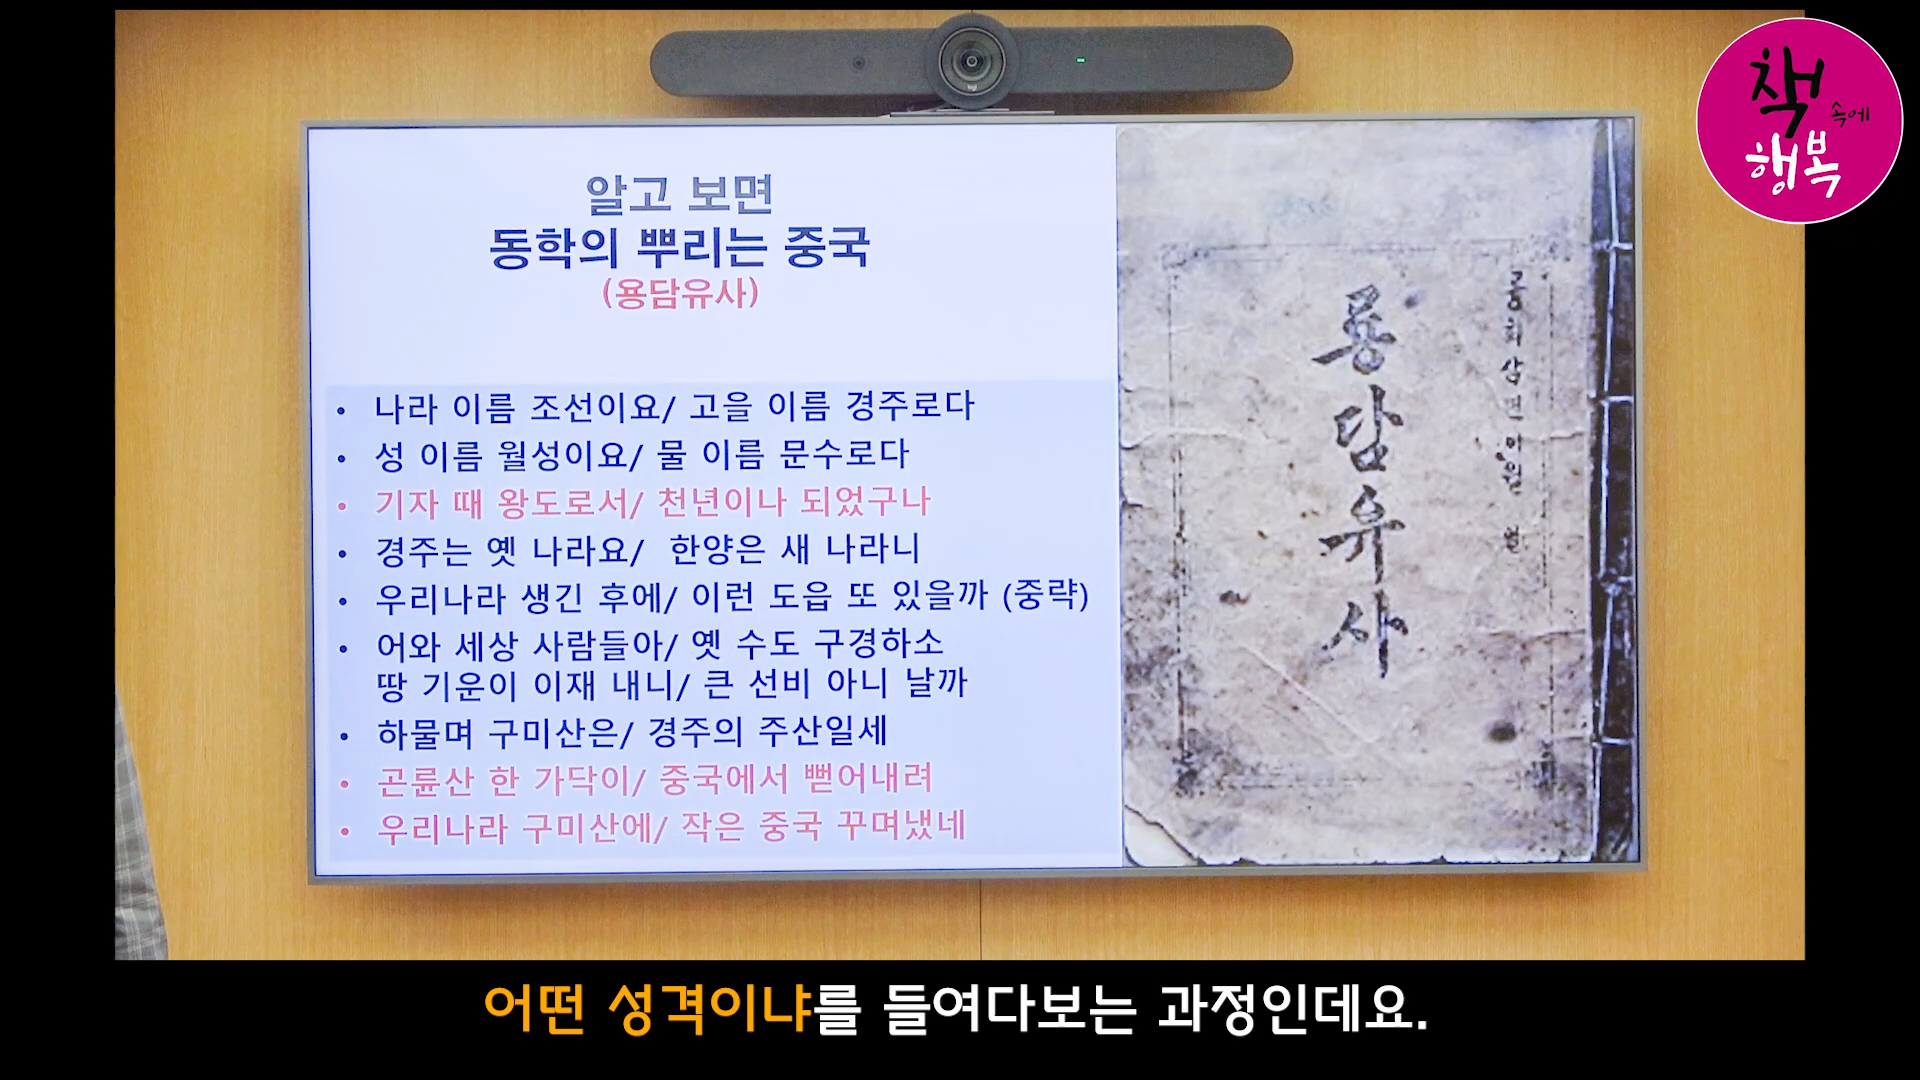 책 속에
행복
알고 보면
동학의 뿌리는 중국
(용담유사)
• 나라 이름 조선이요/ 고을 이름 경주로다
• 성 이름 월성이요/ 물 이름 문수로다
• 기자 때 왕도로서/ 천년이나 되었구나
• 경주는 옛 나라요/ 한양은 새 나라니
• 우리나라 생긴 후에/ 이런 도읍 또 있을까 (중략)
• 어와 세상 사람들아/ 옛 수도 구경하소
땅 기운이 이재 내니/ 큰 선비 아니 날까
• 하물며 구미산은/ 경주의 주산일세
• 곤륜산 한 가닥이/ 중국에서 뻗어내려
• 우리나라 구미산에/ 작은 중국 꾸며냈네
룡담유사
어떤 성격이냐를 들여다보는 과정인데요.